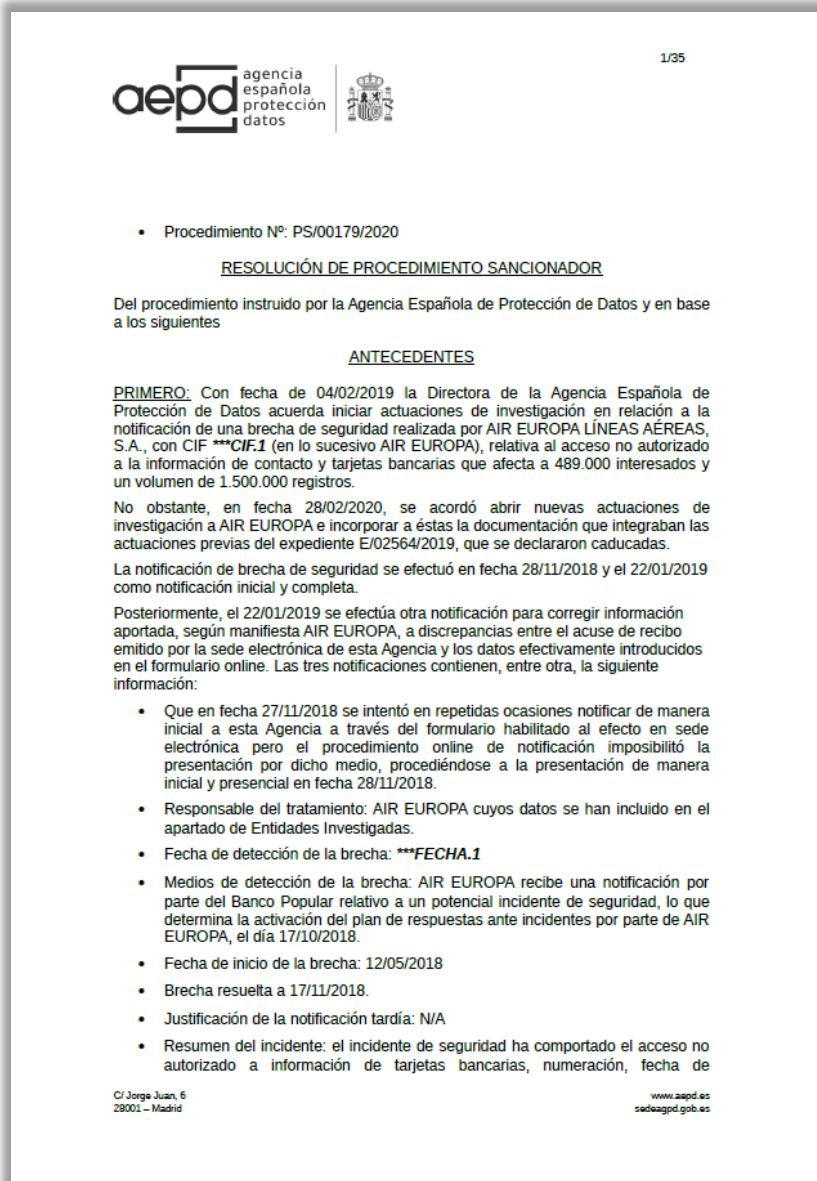 1/35
aepd
agencia
española
protección
datos
• Procedimiento Nº: PS/00179/2020
RESOLUCIÓN DE PROCEDIMIENTO SANCIONADOR
Del procedimiento instruido por la Agencia Española de Protección de Datos y en base
a los siguientes
ANTECEDENTES
PRIMERO: Con fecha de 04/02/2019 la Directora de la Agencia Española de
Protección de Datos acuerda iniciar actuaciones de investigación en relación a la
notificación de una brecha de seguridad realizada por AIR EUROPA LÍNEAS AÉREAS,
S.A., con CIF ***CIF.1 (en lo sucesivo AIR EUROPA), relativa al acceso no autorizado
a la información de contacto y tarjetas bancarias que afecta a 489.000 interesados y
un volumen de 1.500.000 registros.
No obstante, en fecha 28/02/2020, se acordó abrir nuevas actuaciones de
investigación a AIR EUROPA e incorporar a éstas la documentación que integraban las
actuaciones previas del expediente E/02564/2019, que se declararon caducadas.
La notificación de brecha de seguridad se efectuó en fecha 28/11/2018 y el 22/01/2019
como notificación inicial y completa.
Posteriormente, el 22/01/2019 se efectúa otra notificación para corregir información
aportada, según manifiesta AIR EUROPA, a discrepancias entre el acuse de recibo
emitido por la sede electrónica de esta Agencia y los datos efectivamente introducidos
en el formulario online. Las tres notificaciones contienen, entre otra, la siguiente
información:
• Que en fecha 27/11/2018 se intentó en repetidas ocasiones notificar de manera
inicial a esta Agencia a través del formulario habilitado al efecto en sede
electrónica pero el procedimiento online de notificación imposibilitó la
presentación por dicho medio, procediéndose a la presentación de manera
inicial y presencial en fecha 28/11/2018.
• Responsable del tratamiento: AIR EUROPA cuyos datos se han incluido en el
apartado de Entidades Investigadas.
• Fecha de detección de la brecha: ***FECHA.1
• Medios de detección de la brecha: AIR EUROPA recibe una notificación por
parte del Banco Popular relativo a un potencial incidente de seguridad, lo que
determina la activación del plan de respuestas ante incidentes por parte de AIR
EUROPA, el día 17/10/2018.
• Fecha de inicio de la brecha: 12/05/2018
• Brecha resuelta a 17/11/2018.
• Justificación de la notificación tardía: N/A
• Resumen del incidente: el incidente de seguridad ha comportado el acceso no
autorizado a información de tarjetas bancarias, numeración, fecha de
C/ Jorge Juan, 6
28001 – Madrid
www.aepd.es
sedeagpd.gob.es